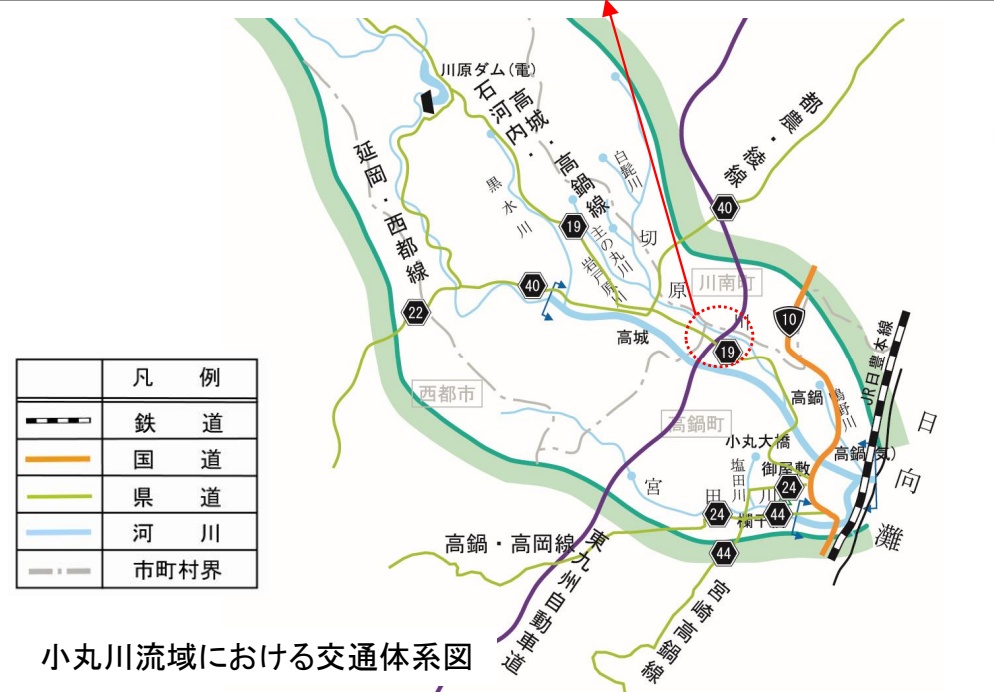 川原ダム(電)
石河内・高城・高鍋線
延岡・西都線
都農・綾線
黒水川
白髭川
19
主の丸川
岩戸原川
切原川
40
40
22
川南町
10
高城
19
JR日豊本線
西都市
高鍋町
高鍋
鴨野川
小丸大橋
高鍋(気)
日向灘
塩田川
御屋敷
宮田川
24
24
44
44
高鍋・高岡線
東九州自動車道
宮崎高鍋線
凡例
鉄道
国道
県道
河川
市町村界
小丸川流域における交通体系図